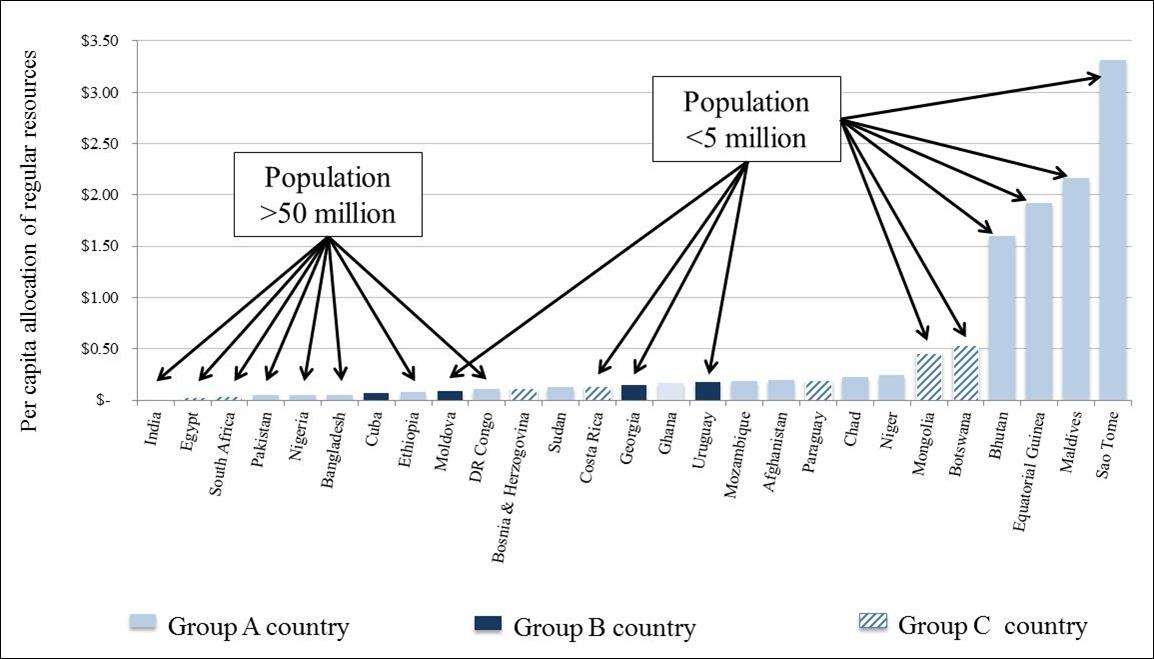 Per capita allocation of regular resources
$3.50
$3.00
$2.50
$2.00
$1.50
$1.00
$0.50
$-
Population
>50 million
Population
<5 million
India
Egypt
South Africa
Pakistan
Nigeria
Bangladesh
Cuba
Ethiopia
Moldova
DR Congo
Bosnia & Herzogovina
Sudan
Costa Rica
Georgia
Ghana
Uruguay
Mozambique
Afghanistan
Paraguay
Chad
Niger
Mongolia
Botswana
Bhutan
Equatorial Guinea
Maldives
Sao Tome
Group A country
Group B country
Group C country